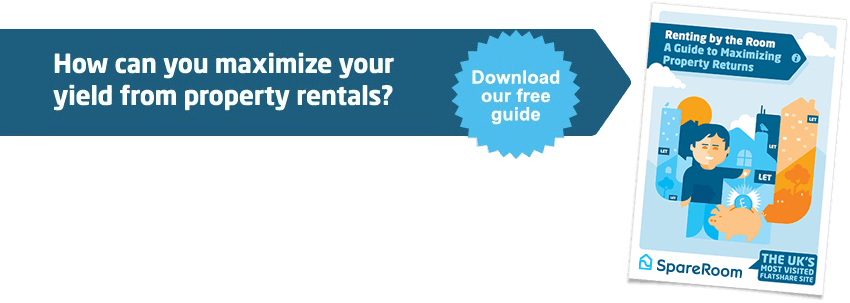 How can you maximize your
yield from property rentals?
Download
our free
guide
Renting by the Room
A Guide to Maximizing
Property Returns
i
LET
LET
LET
LET
£
SpareRoom
THE UK'S
MOST VISITED
FLATSHARE SITE